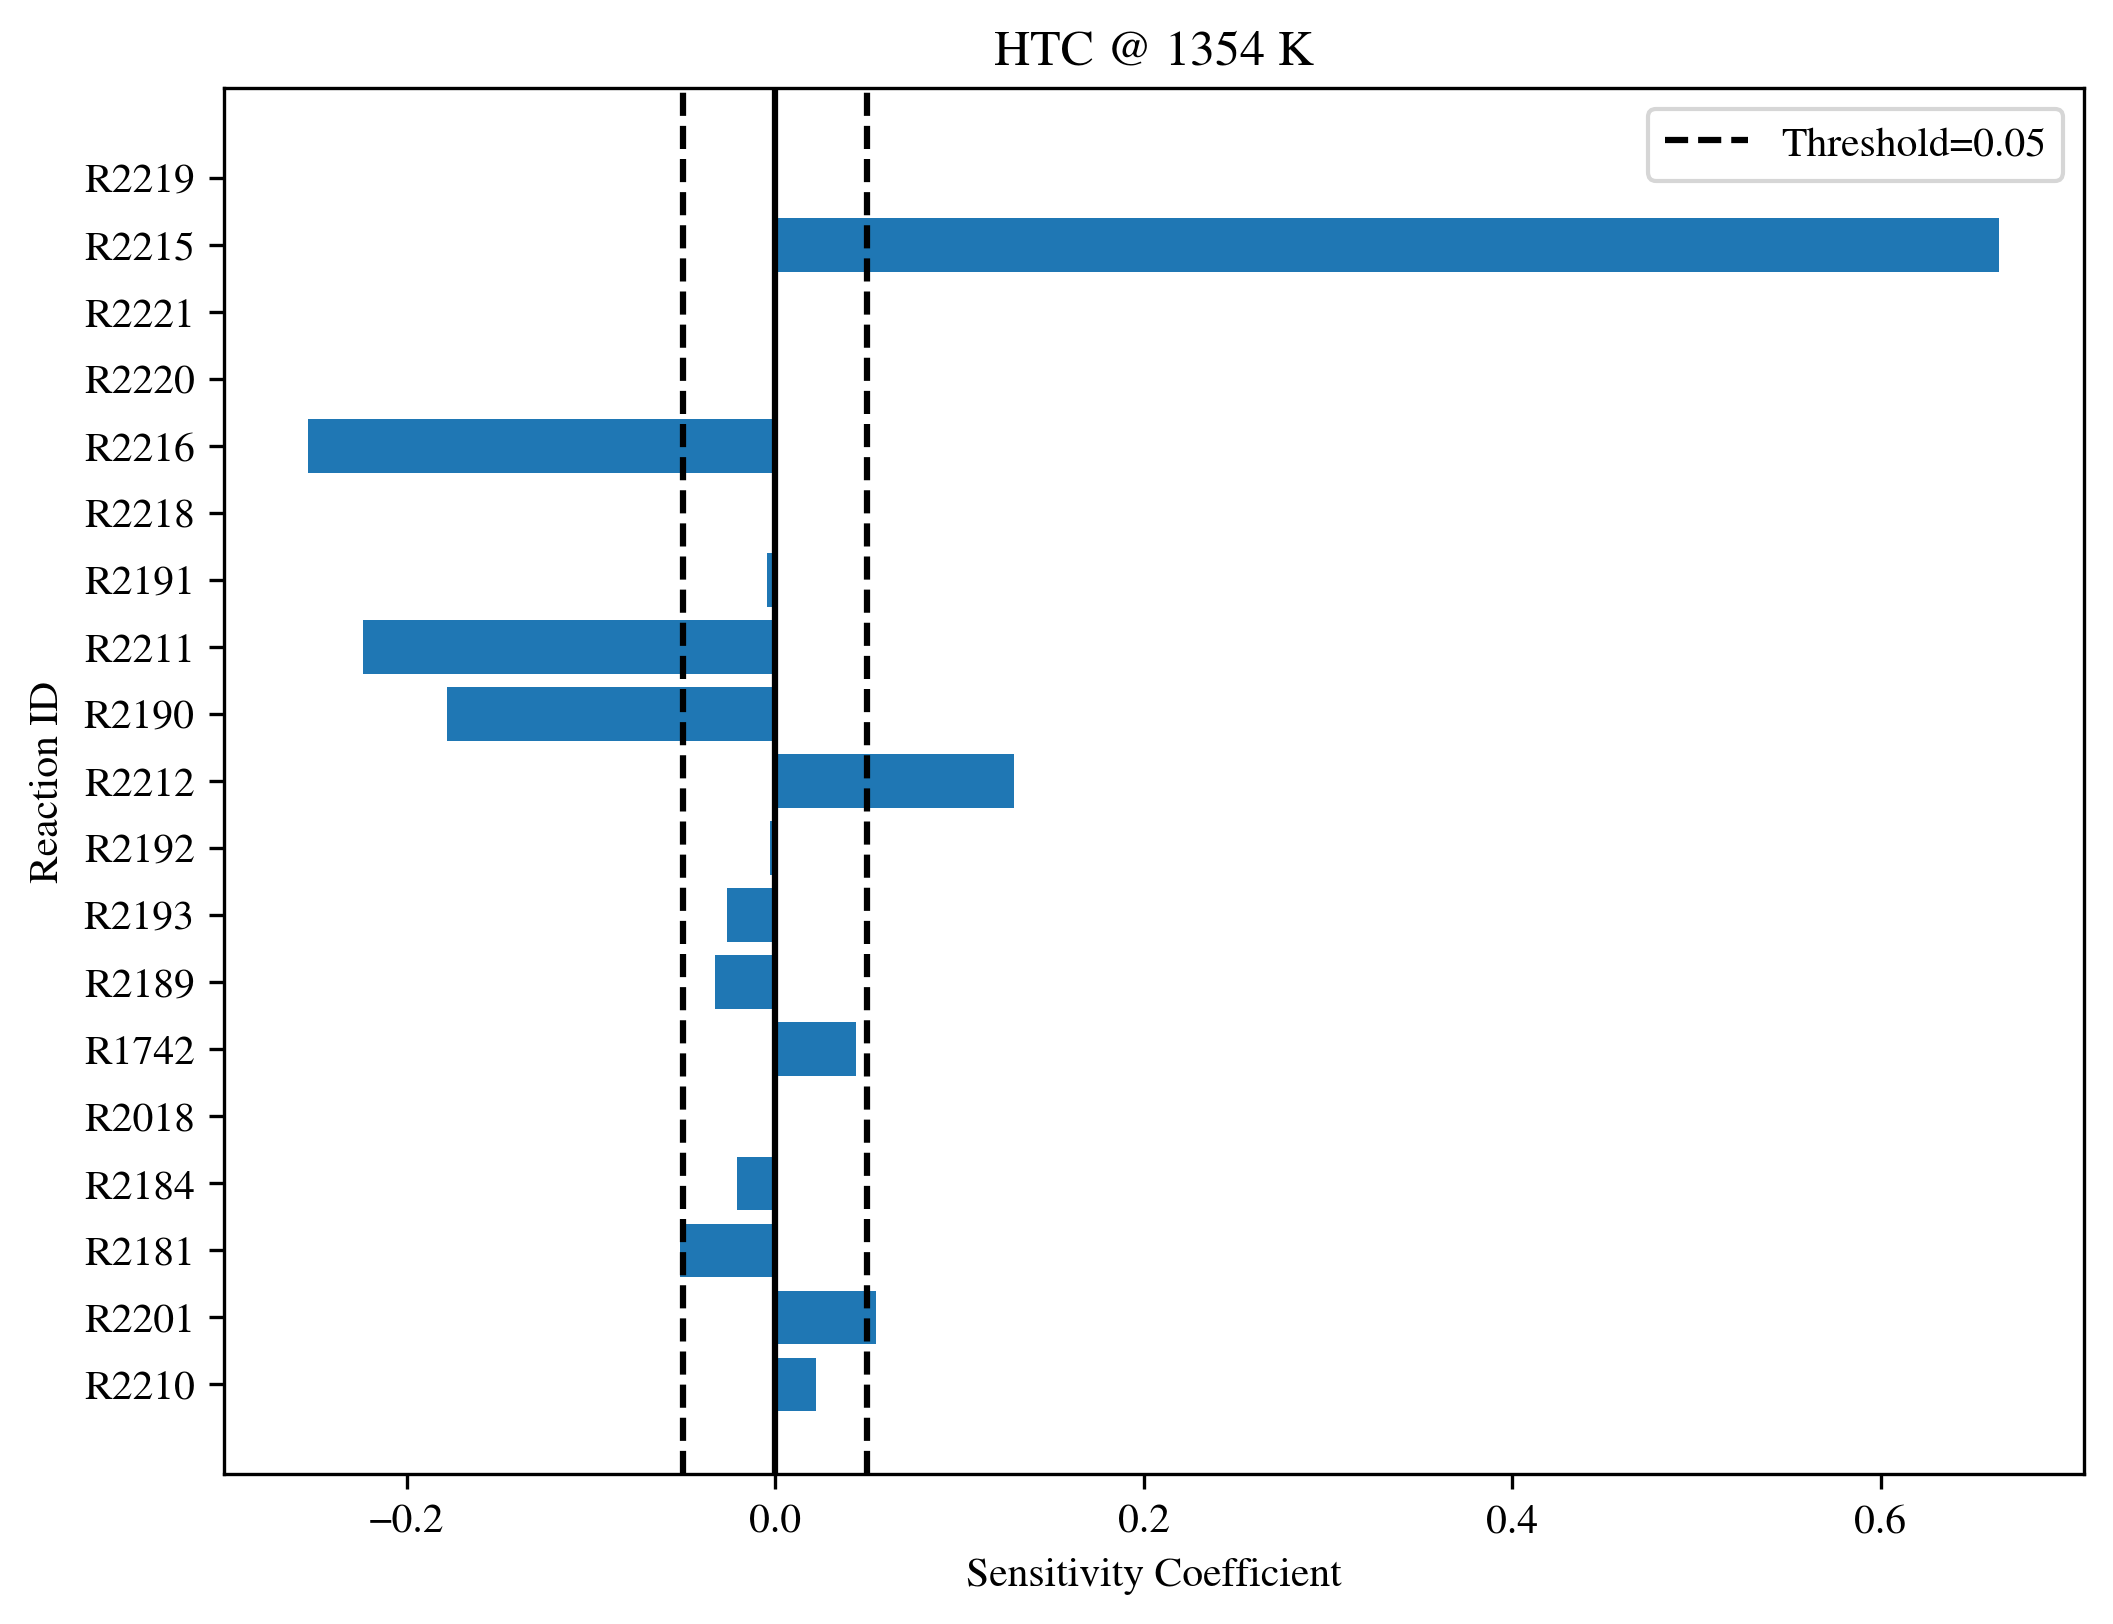 HTC @ 1354 K
Threshold=0.05
R2219
R2215
R2221
R2220
R2216
R2218
R2191
R2211
R2190
R2212
R2192
R2193
R2189
R1742
R2018
R2184
R2181
R2201
R2210
Reaction ID
−0.2 0.0 0.2 0.4 0.6
Sensitivity Coefficient